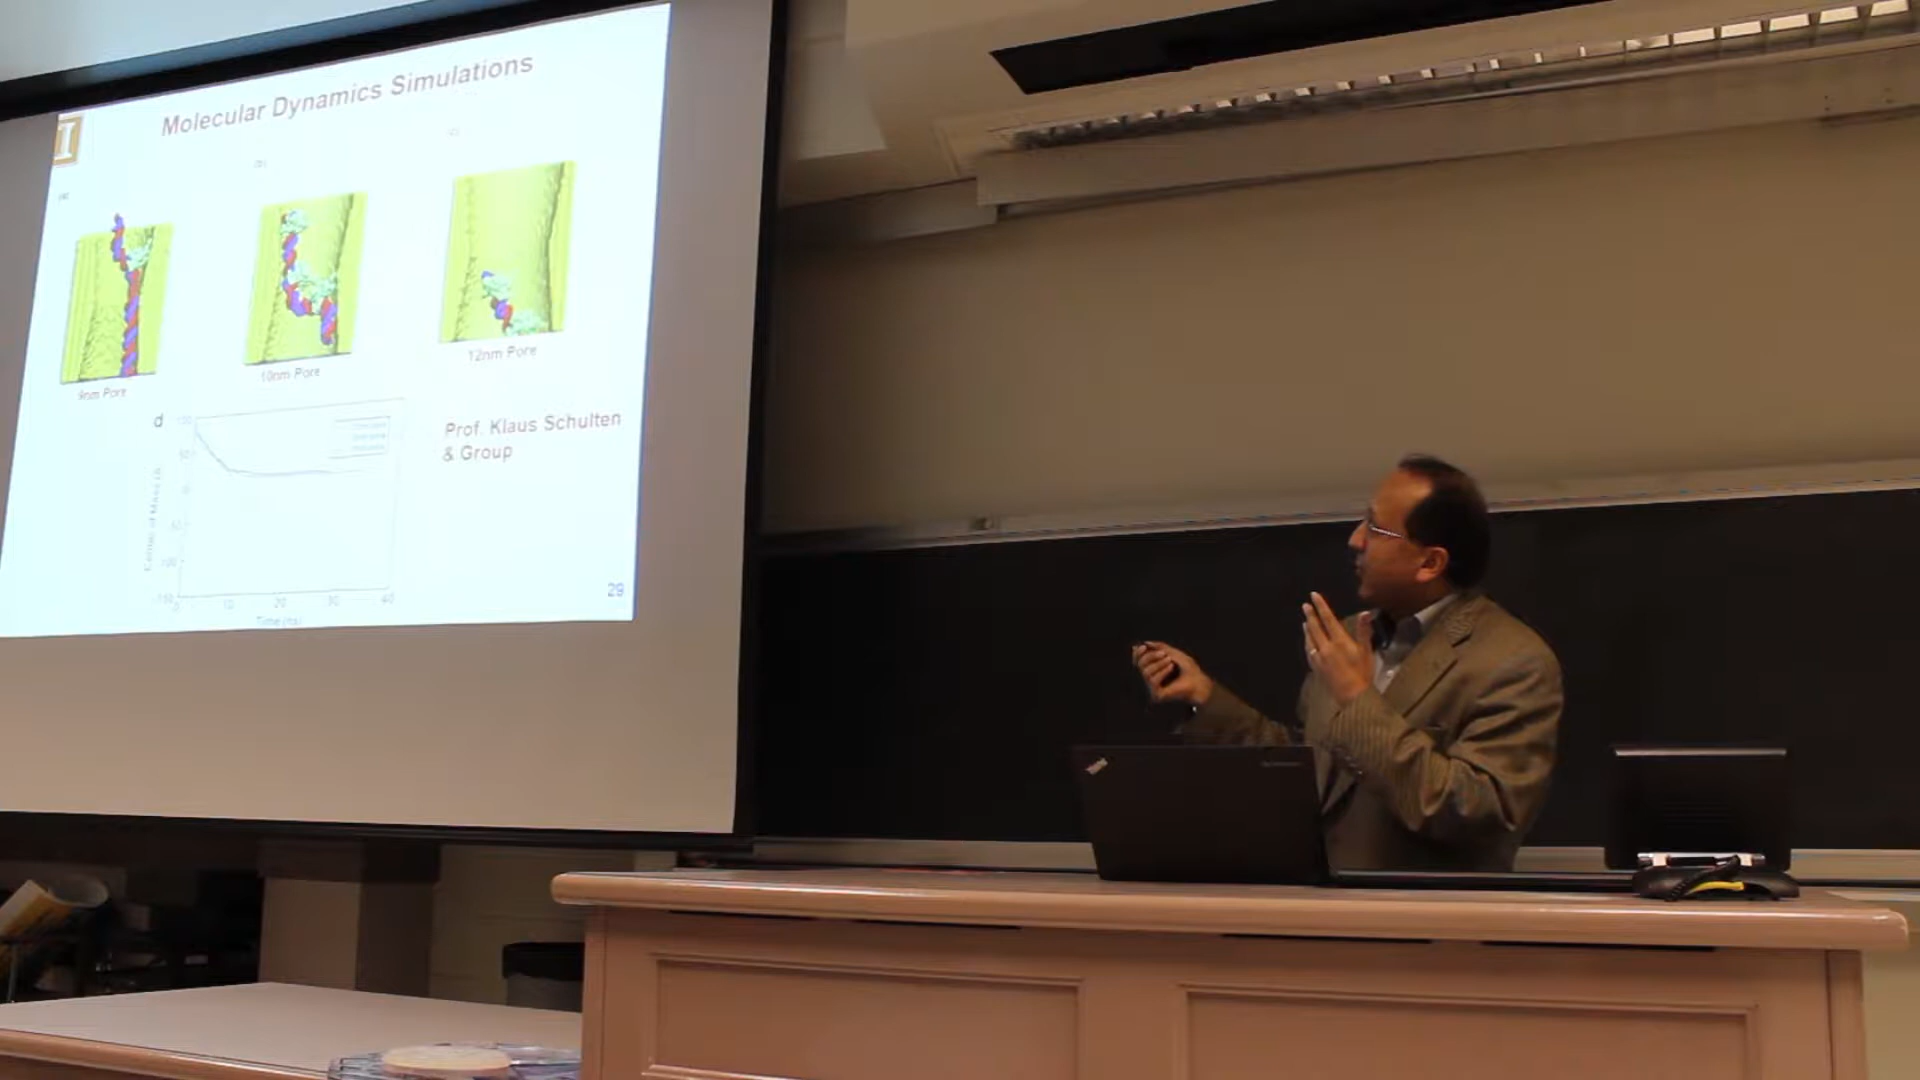 I
Molecular Dynamics Simulations
(c)
(b)
(a)
9nm Pore
10nm Pore
12nm Pore
d
Prof. Klaus Schulten
& Group
29
0
10
20
30
40
Time (ns)
ThinkPad